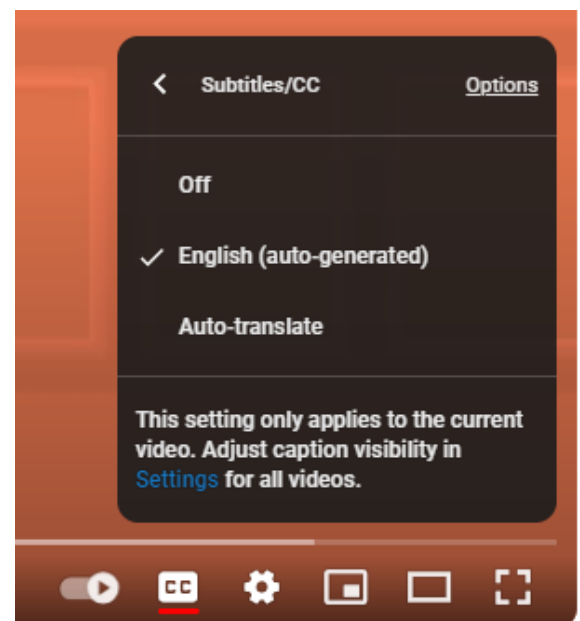 Subtitles/CC Options
Off
English (auto-generated)
Auto-translate
This setting only applies to the current
video. Adjust caption visibility in
Settings for all videos.
CC